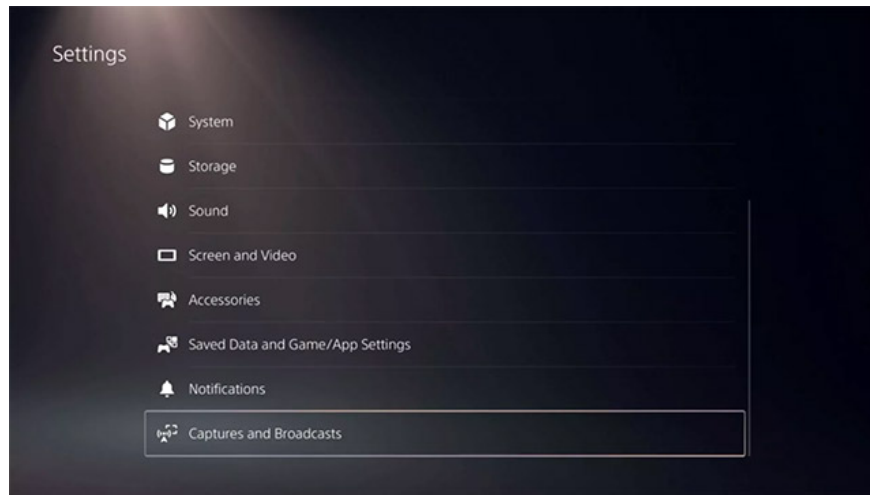 Settings
System
Storage
Sound
Screen and Video
Accessories
Saved Data and Game/App Settings
Notifications
Captures and Broadcasts